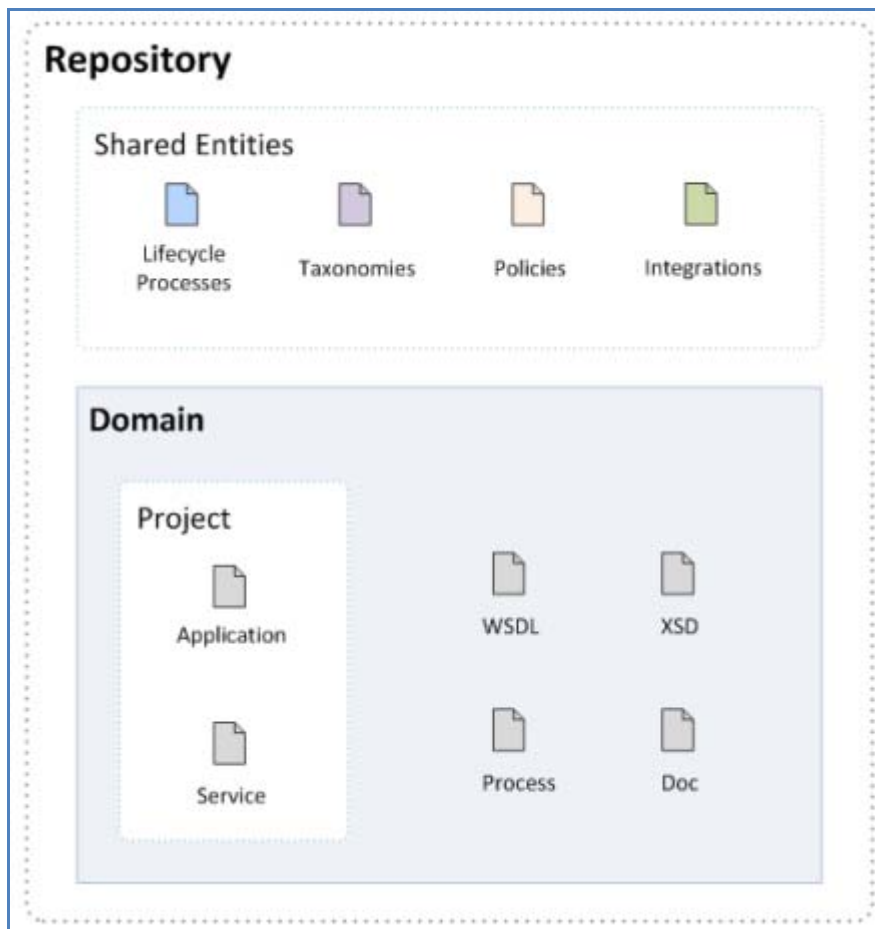 Repository
Shared Entities
Lifecycle
Processes
Taxonomies
Policies
Integrations
Domain
Project
Application
Service
WSDL
XSD
Process
Doc